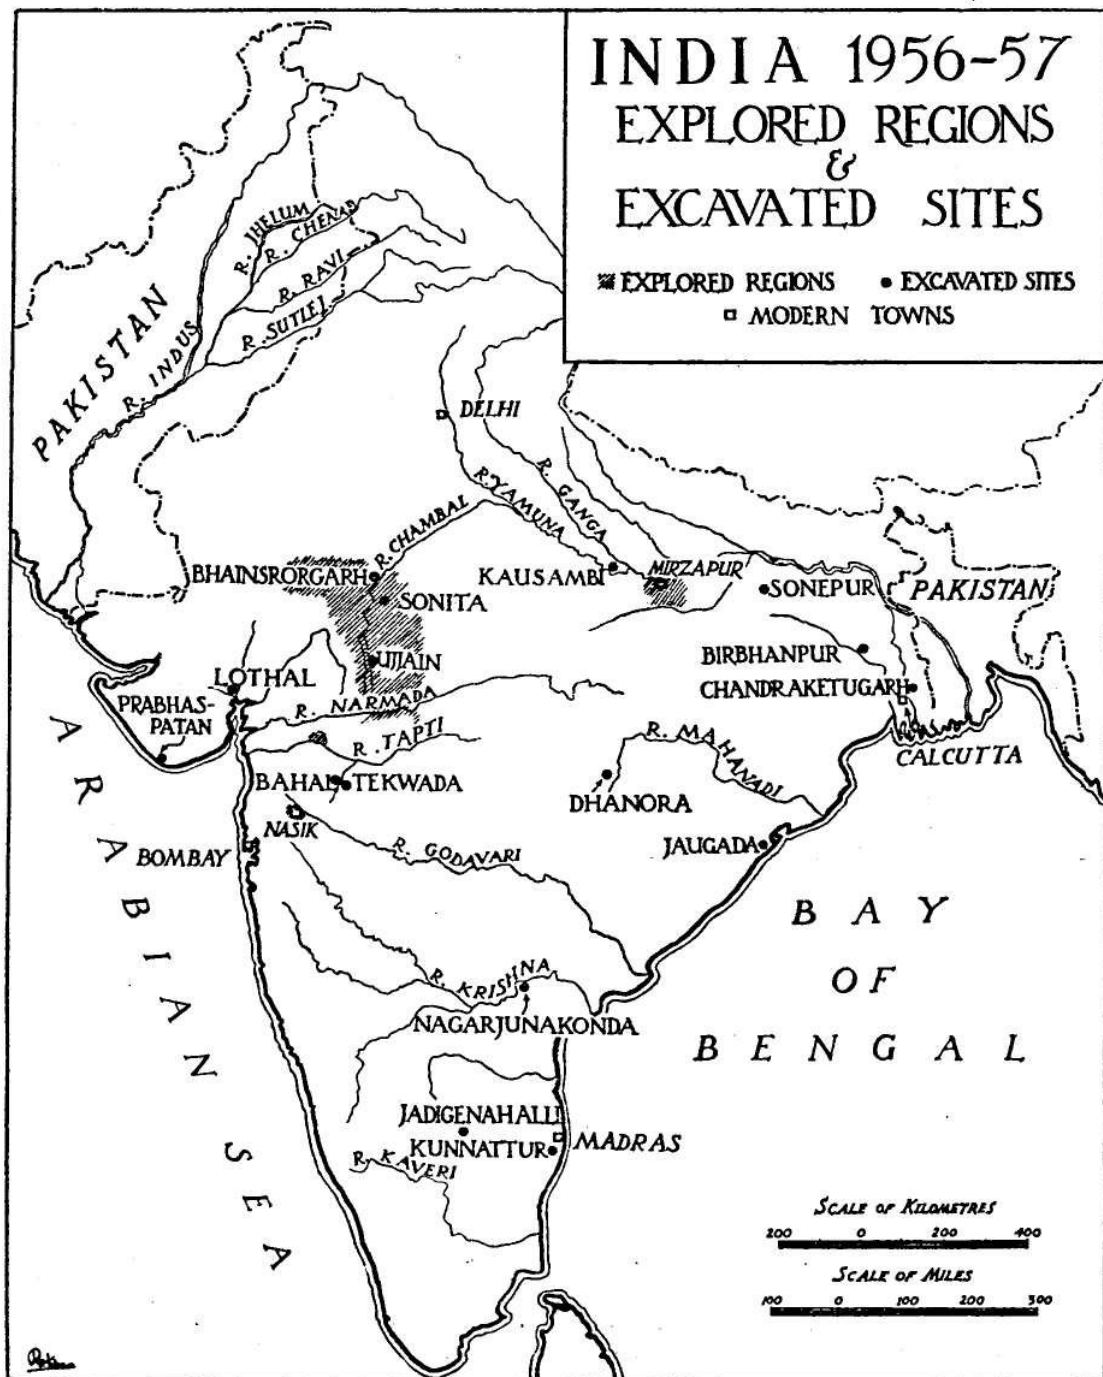 INDIA 1956-57
EXPLORED REGIONS
&
EXCAVATED SITES
EXPLORED REGIONS
EXCAVATED SITES
MODERN TOWNS
PAKISTAN
R. INDUS
R. JHELUM
R. CHENAB
R. RAVI
R. SUTLEJ
DELHI
R. YAMUNA
R. GANGA
R. CHAMBAL
BHAINSRORGARH
SONITA
UJJAIN
KAUSAMBI
MIRZAPUR
SONEPUR
PAKISTAN
BIRBHANPUR
CHANDRAKETUGARH
CALCUTTA
LOTHAL
PRABHAS-
PATAN
R. NARMADA
R. TAPTI
BAHAL
TEKWADA
NASIK
BOMBAY
R. GODAVARI
R. MAHANADI
DHANORA
JAUGADA
R. KRISHNA
NAGARJUNAKONDA
JADIGENAHALLI
KUNNATTUR
MADRAS
R. KAVERI
ARABIAN SEA
BAY
OF
BENGAL
SCALE OF KILOMETRES
200 0 200 400
SCALE OF MILES
100 0 100 200 300